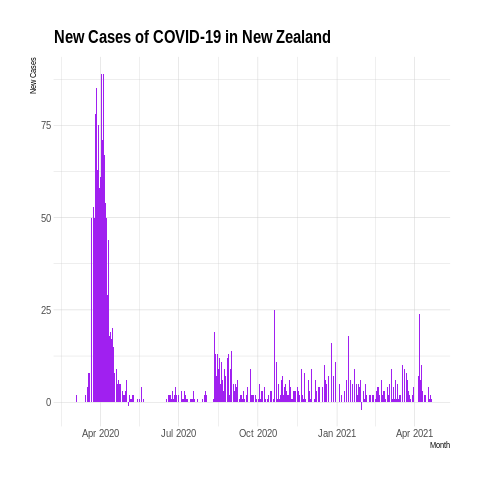 New Cases of COVID-19 in New Zealand
New Cases
75
50
25
0
Apr 2020
Jul 2020
Oct 2020
Jan 2021
Apr 2021
Month